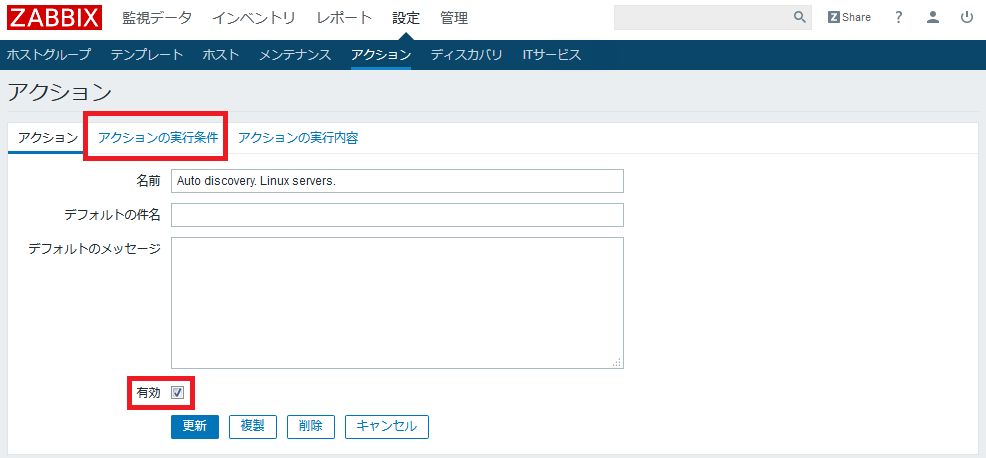 ZABBIX 監視データ インベントリ レポート 設定 管理 Z Share ?
ホストグループ テンプレート ホスト メンテナンス アクション ディスカバリ ITサービス
アクション
アクション アクションの実行条件 アクションの実行内容
名前 Auto discovery. Linux servers.
デフォルトの件名
デフォルトのメッセージ
有効
更新 複製 削除 キャンセル